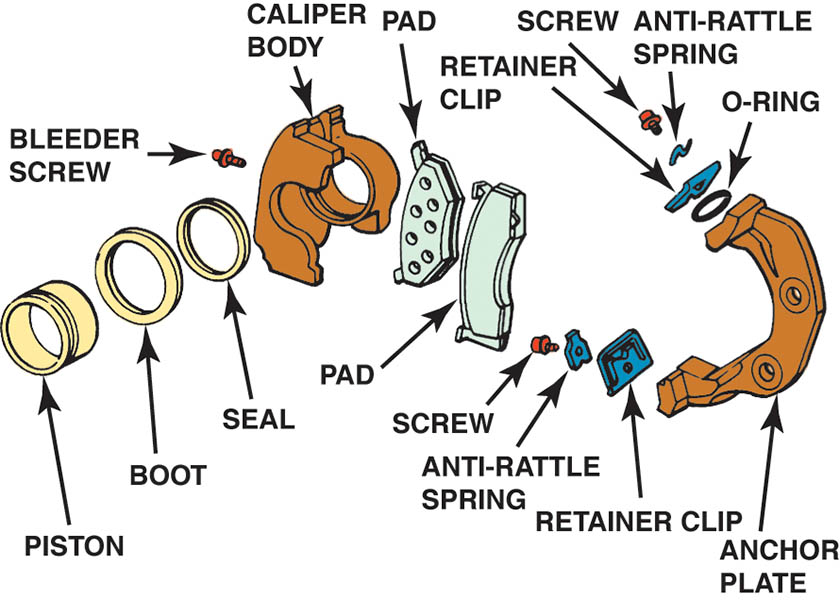 CALIPER
BODY
PAD
SCREW
ANTI-RATTLE
SPRING
RETAINER
CLIP
O-RING
BLEEDER
SCREW
PAD
SEAL
SCREW
BOOT
ANTI-RATTLE
SPRING
RETAINER CLIP
PISTON
ANCHOR
PLATE